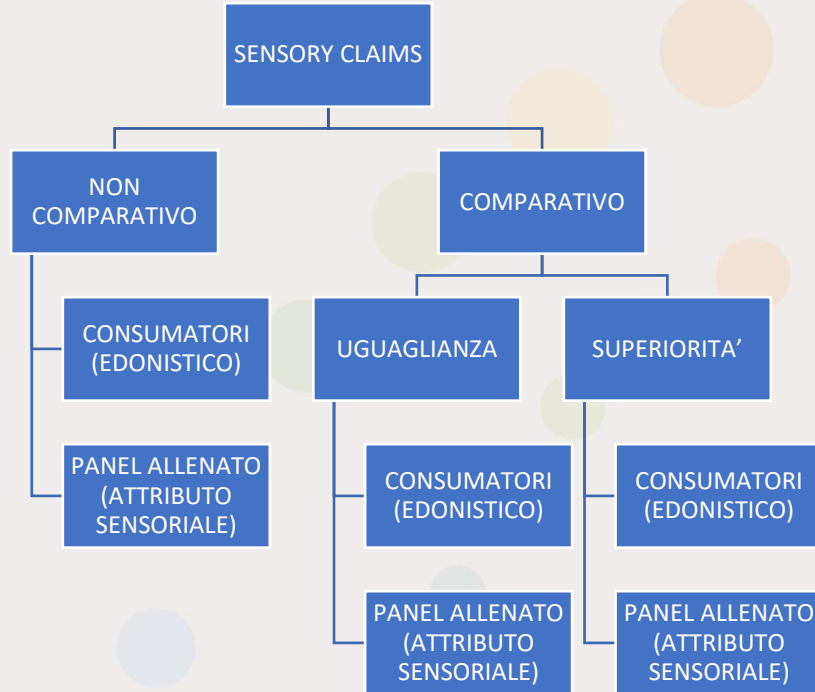 SENSORY CLAIMS
NON
COMPARATIVO
COMPARATIVO
CONSUMATORI
(EDONISTICO)
PANEL ALLENATO
(ATTRIBUTO
SENSORIALE)
UGUAGLIANZA
SUPERIORITA’
CONSUMATORI
(EDONISTICO)
PANEL ALLENATO
(ATTRIBUTO
SENSORIALE)
CONSUMATORI
(EDONISTICO)
PANEL ALLENATO
(ATTRIBUTO
SENSORIALE)